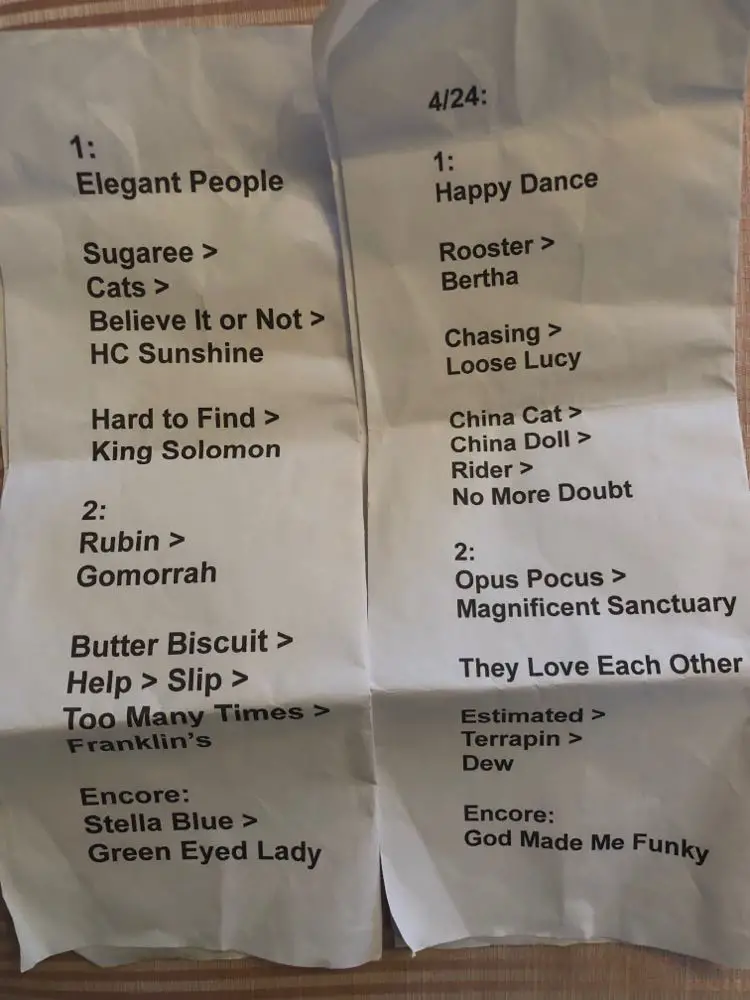 1:
Elegant People
Sugaree >
Cats >
Believe It or Not >
HC Sunshine
Hard to Find >
King Solomon
2:
Rubin >
Gomorrah
Butter Biscuit >
Help > Slip >
Too Many Times >
Franklin's
Encore:
Stella Blue >
Green Eyed Lady
4/24:
1:
Happy Dance
Rooster >
Bertha
Chasing >
Loose Lucy
China Cat >
China Doll >
Rider >
No More Doubt
2:
Opus Pocus >
Magnificent Sanctuary
They Love Each Other
Estimated >
Terrapin >
Dew
Encore:
God Made Me Funky